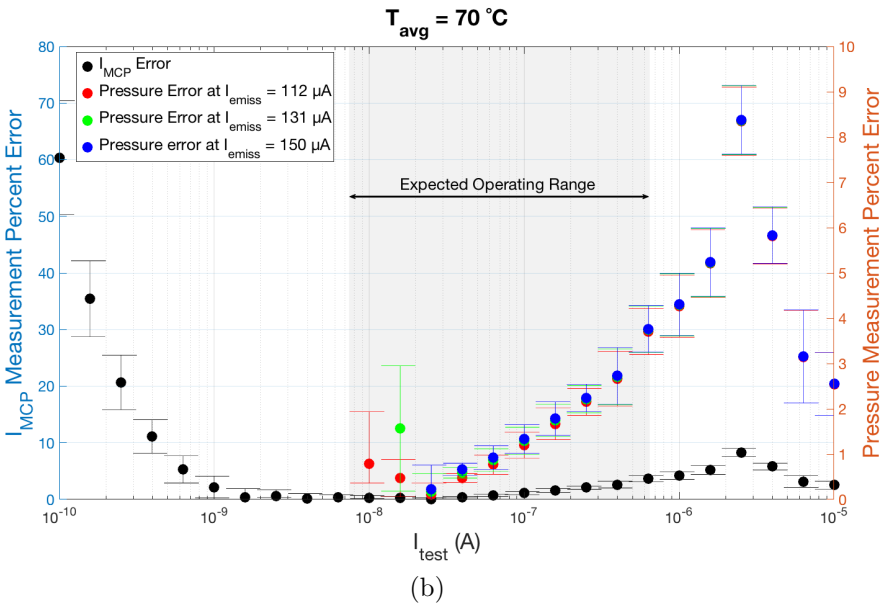 T_avg = 70 °C
I_MCP Error
Pressure Error at I_emiss = 112 µA
Pressure Error at I_emiss = 131 µA
Pressure error at I_emiss = 150 µA
Expected Operating Range
I_MCP Measurement Percent Error
80
70
60
50
40
30
20
10
0
Pressure Measurement Percent Error
10
9
8
7
6
5
4
3
2
1
0
10^-10
10^-9
10^-8
10^-7
10^-6
10^-5
I_test (A)
(b)